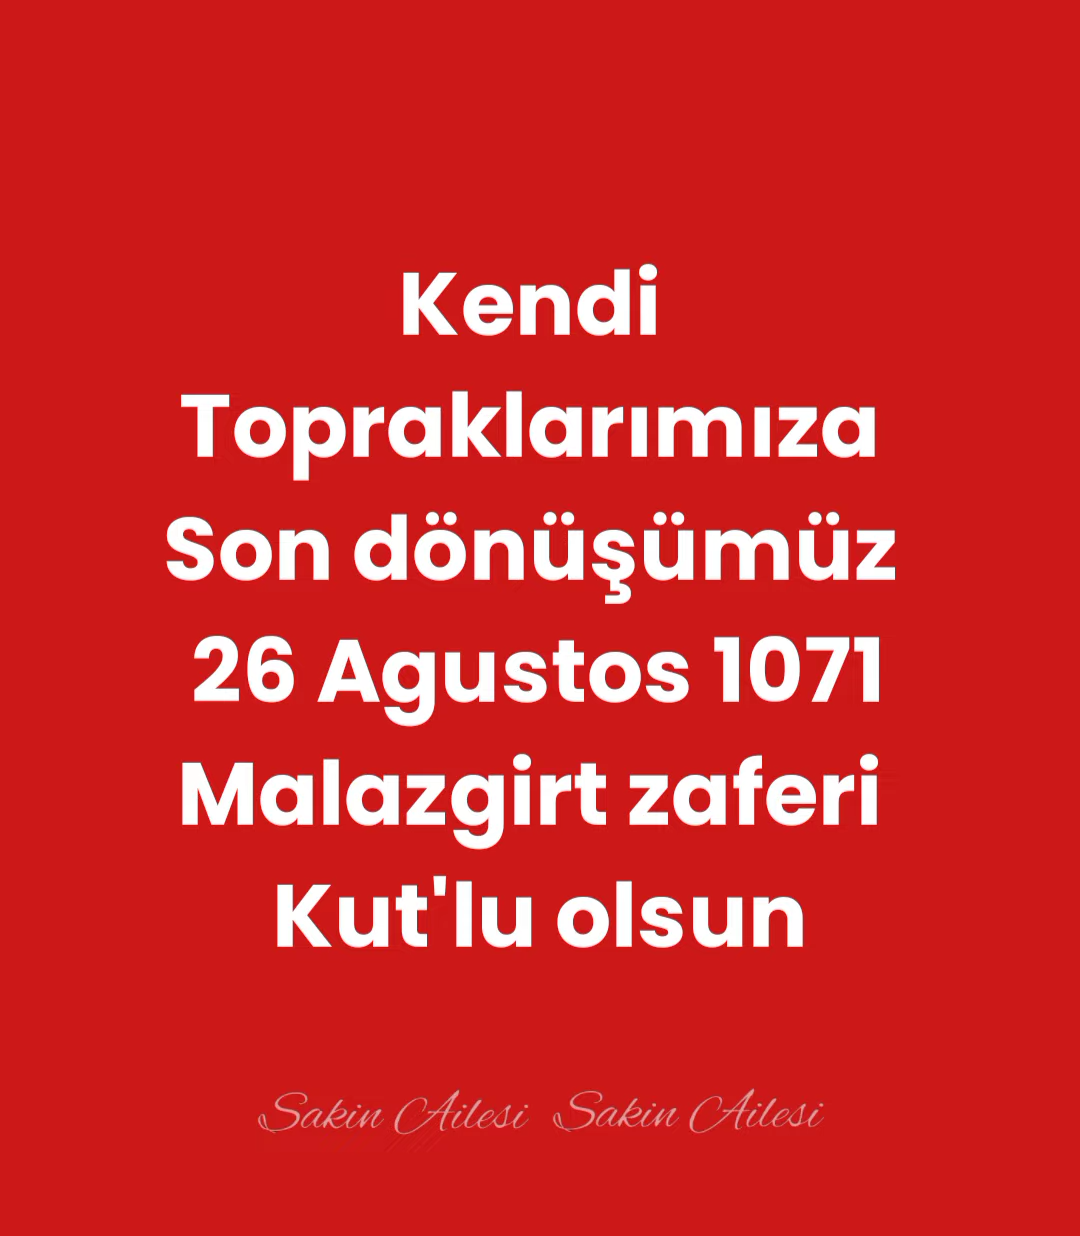 Kendi
Topraklarımıza
Son dönüşümüz
26 Agustos 1071
Malazgirt zaferi
Kut'lu olsun
Sakin Ailesi Sakin Ailesi